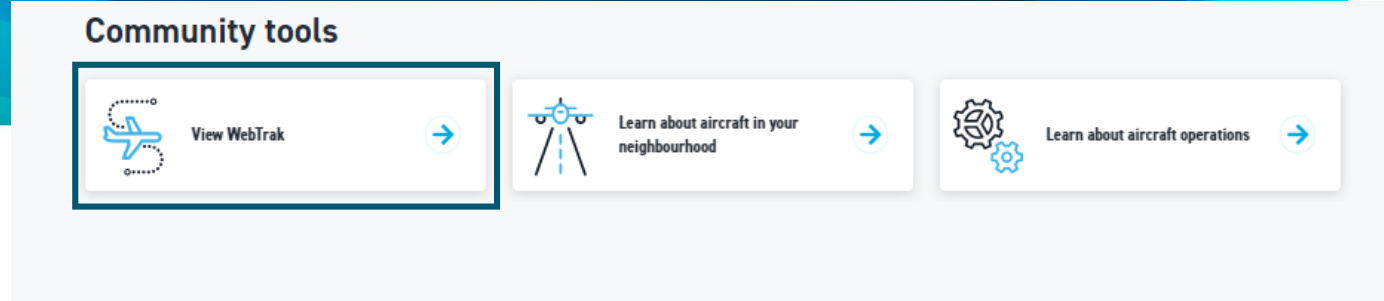 Community tools
View WebTrak
Learn about aircraft in your
neighbourhood
Learn about aircraft operations